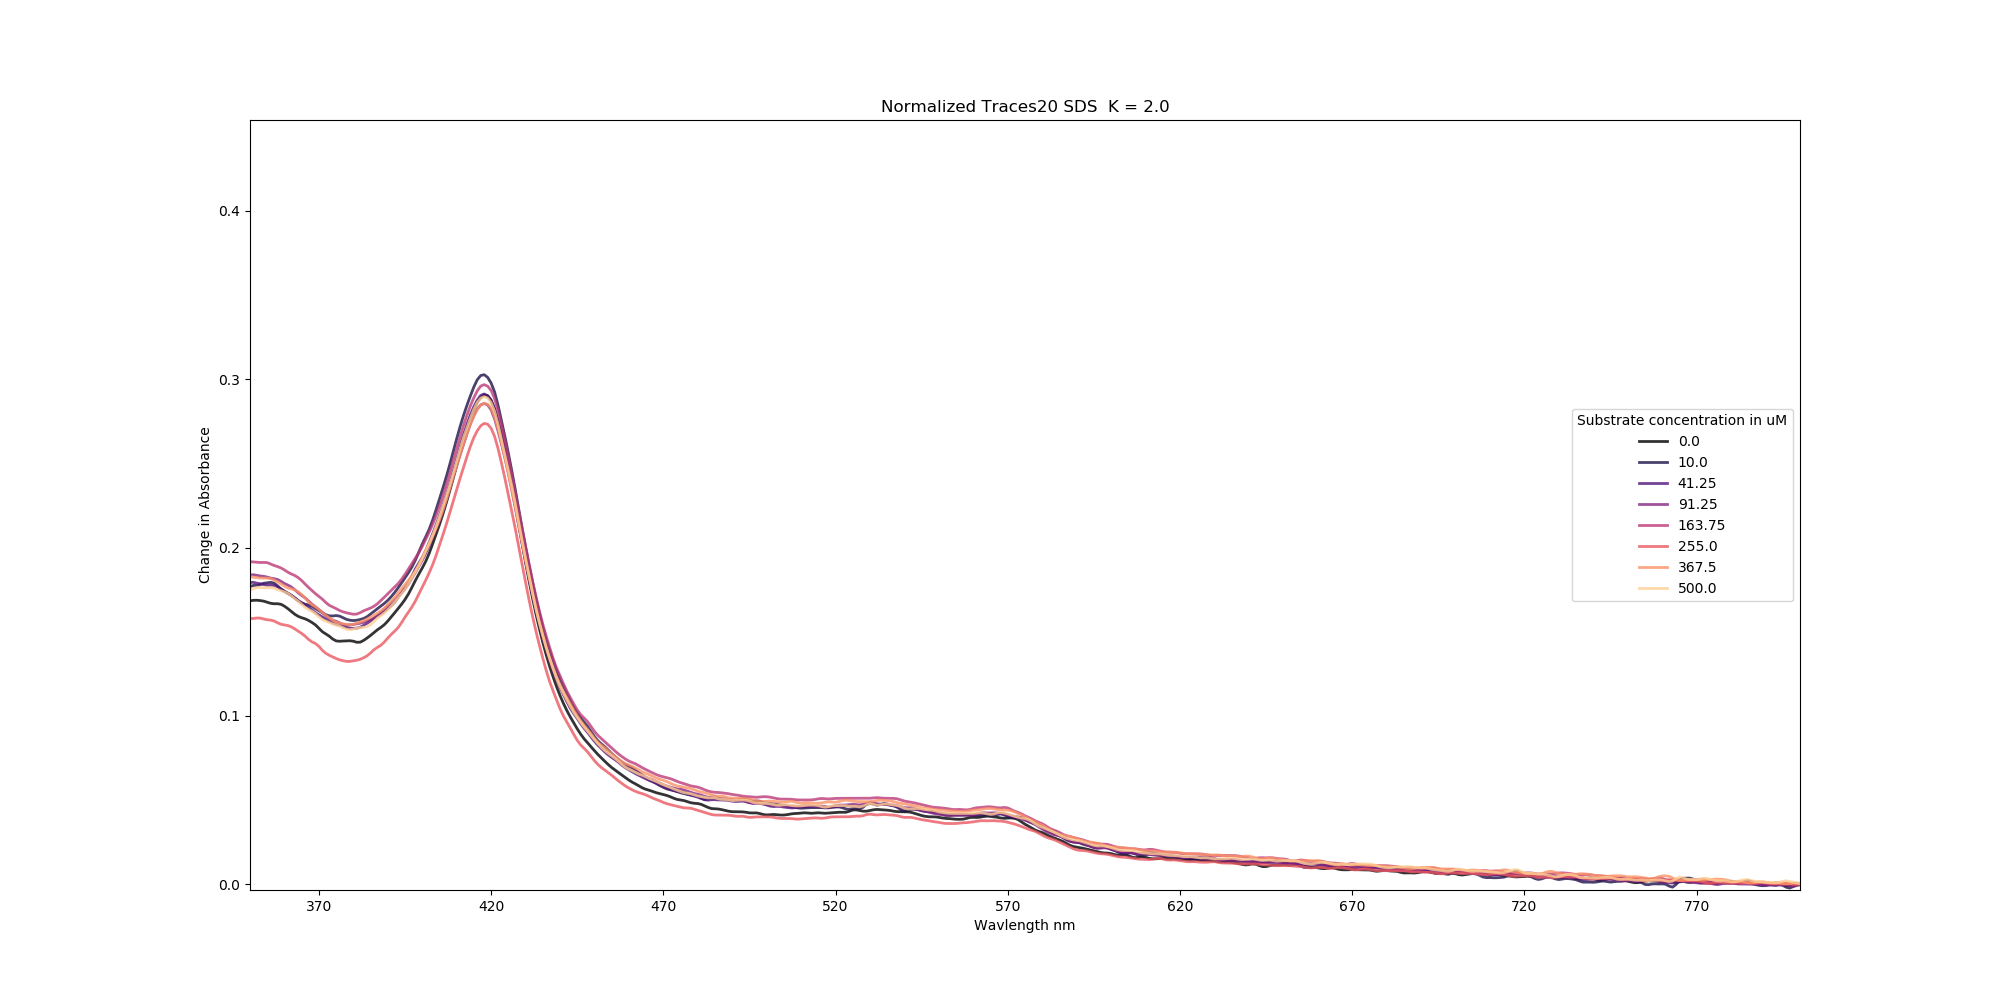 Normalized Traces20 SDS  K = 2.0
Change in Absorbance
0.4
0.3
0.2
0.1
0.0
Substrate concentration in uM
0.0
10.0
41.25
91.25
163.75
255.0
367.5
500.0
370 420 470 520 570 620 670 720 770
Wavlength nm